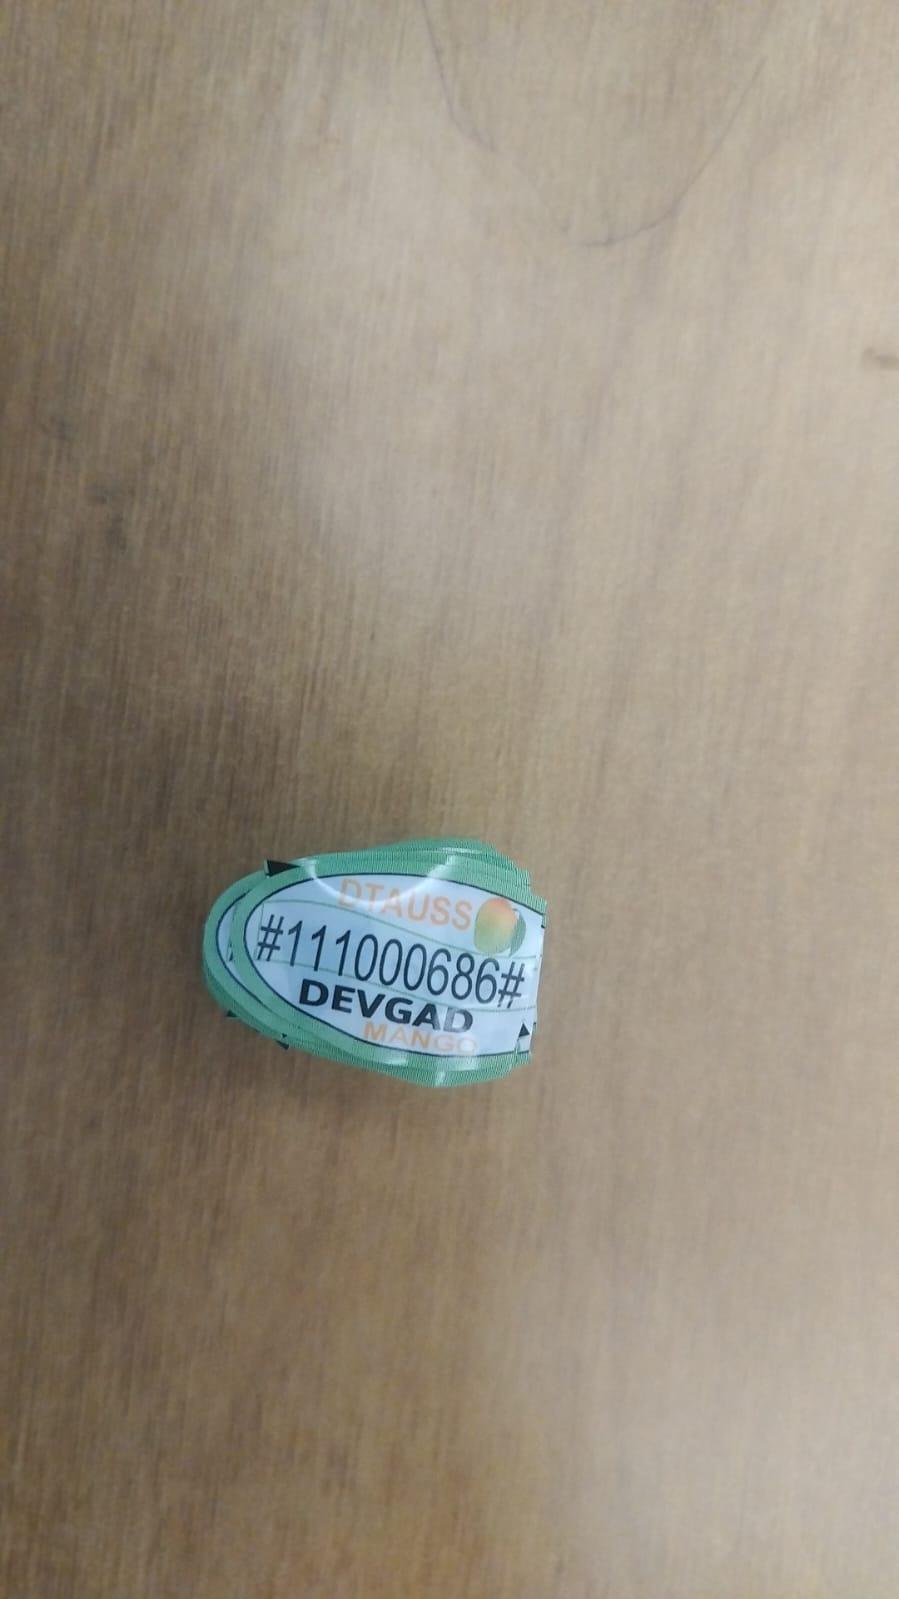 DTAUSS
#111000686#
DEVGAD
MANGO